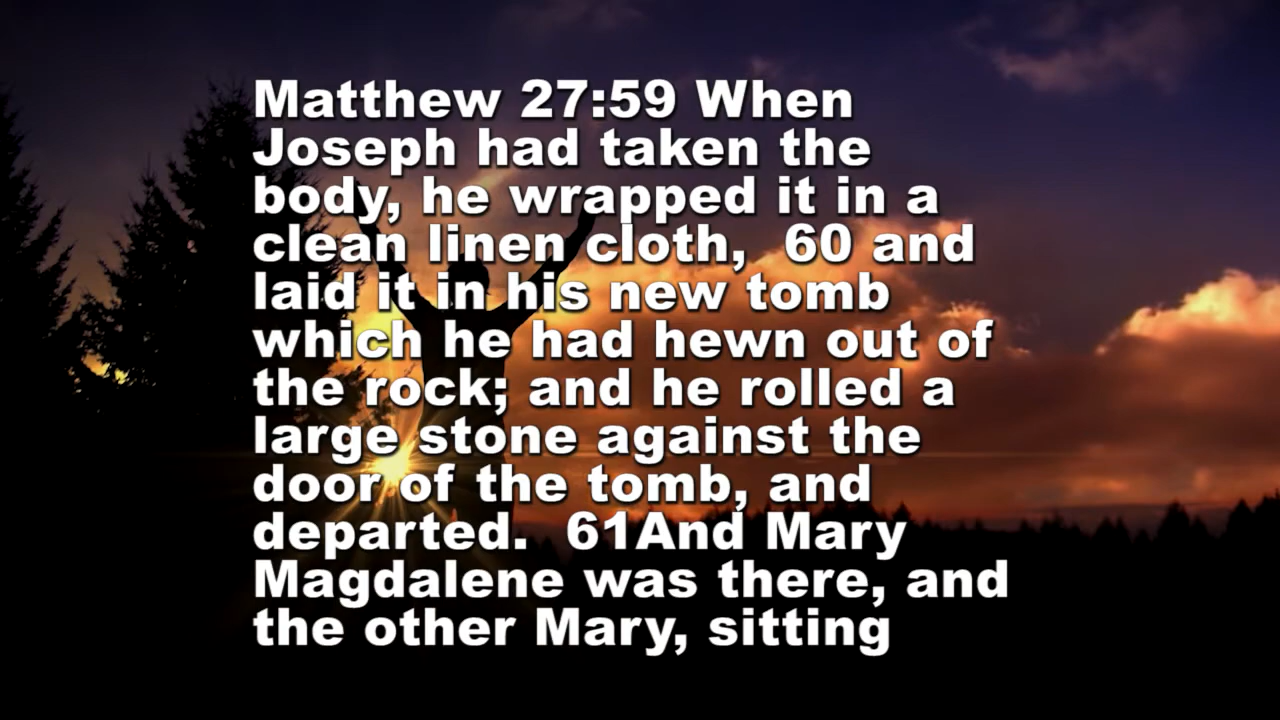 Matthew 27:59 When
Joseph had taken the
body, he wrapped it in a
clean linen cloth,  60 and
laid it in his new tomb
which he had hewn out of
the rock; and he rolled a
large stone against the
door of the tomb, and
departed.  61And Mary
Magdalene was there, and
the other Mary, sitting